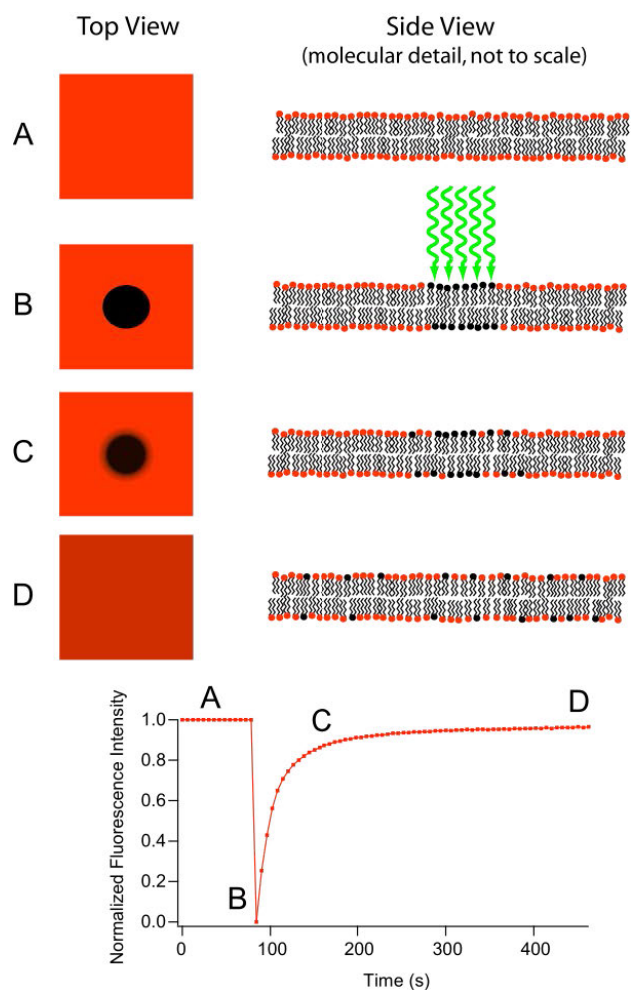 Top View
Side View
(molecular detail, not to scale)
A
B
C
D
A
B
C
D
Normalized Fluorescence Intensity
1.0
0.8
0.6
0.4
0.2
0.0
0
100
200
300
400
Time (s)